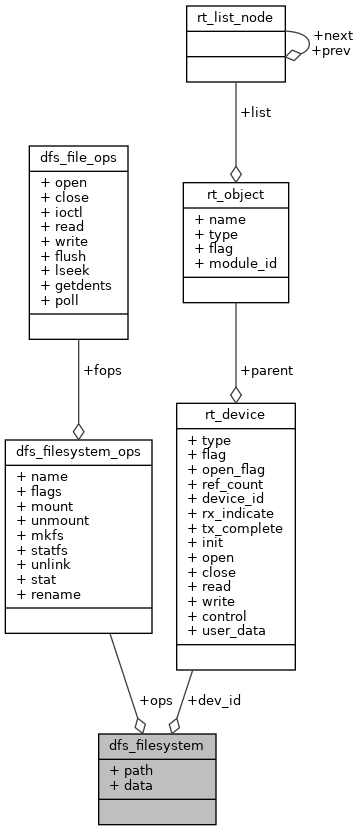 rt_list_node
+next
+prev
+list
dfs_file_ops
+ open
+ close
+ ioctl
+ read
+ write
+ flush
+ lseek
+ getdents
+ poll
rt_object
+ name
+ type
+ flag
+ module_id
+fops
+parent
dfs_filesystem_ops
+ name
+ flags
+ mount
+ unmount
+ mkfs
+ statfs
+ unlink
+ stat
+ rename
rt_device
+ type
+ flag
+ open_flag
+ ref_count
+ device_id
+ rx_indicate
+ tx_complete
+ init
+ open
+ close
+ read
+ write
+ control
+ user_data
+ops
+dev_id
dfs_filesystem
+ path
+ data